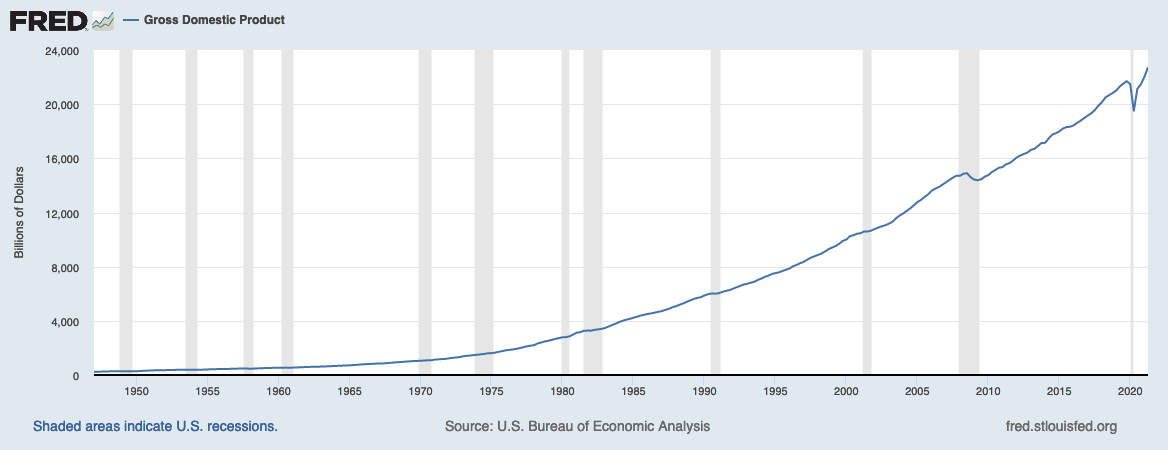 FRED Gross Domestic Product
24,000
20,000
16,000
12,000
8,000
4,000
0
Billions of Dollars
1950 1955 1960 1965 1970 1975 1980 1985 1990 1995 2000 2005 2010 2015 2020
Shaded areas indicate U.S. recessions. Source: U.S. Bureau of Economic Analysis fred.stlouisfed.org